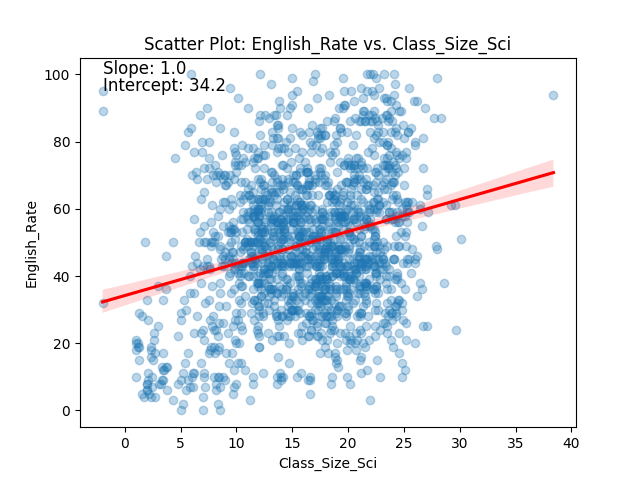 Scatter Plot: English_Rate vs. Class_Size_Sci
Slope: 1.0
Intercept: 34.2
100
80
60
40
20
0
English_Rate
0 5 10 15 20 25 30 35 40
Class_Size_Sci